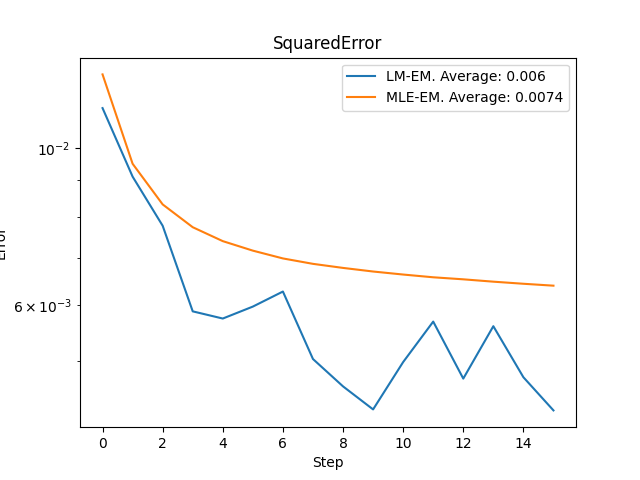 SquaredError
LM-EM. Average: 0.006
MLE-EM. Average: 0.0074
10⁻²
6 × 10⁻³
Error
0 2 4 6 8 10 12 14
Step